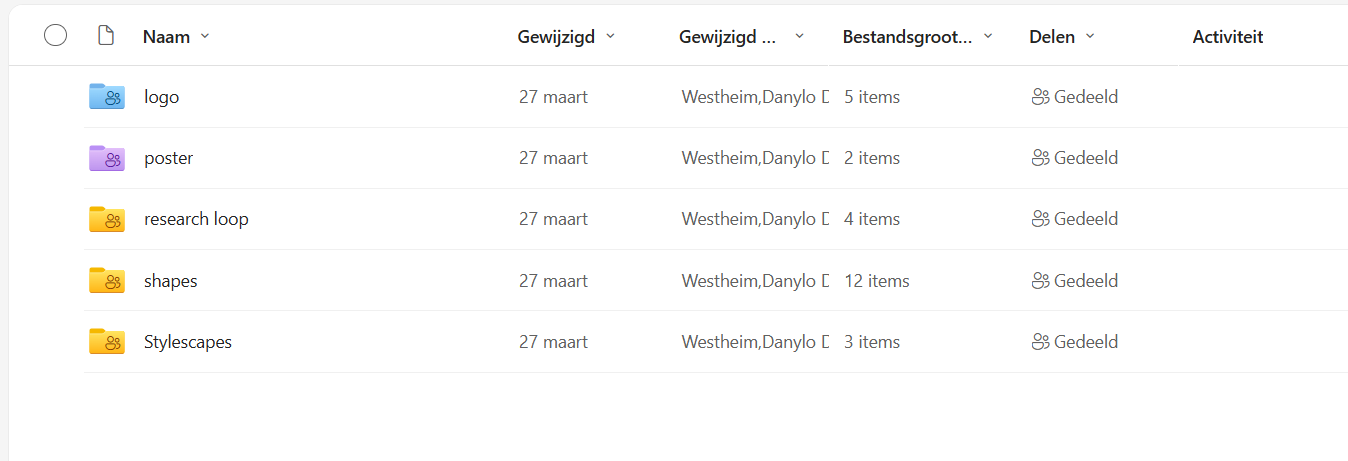 Naam Gewijzigd Gewijzigd ... Bestandsgroot... Delen Activiteit
logo 27 maart Westheim,Danylo 5 items Gedeeld
poster 27 maart Westheim,Danylo 2 items Gedeeld
research loop 27 maart Westheim,Danylo 4 items Gedeeld
shapes 27 maart Westheim,Danylo 12 items Gedeeld
Stylescapes 27 maart Westheim,Danylo 3 items Gedeeld